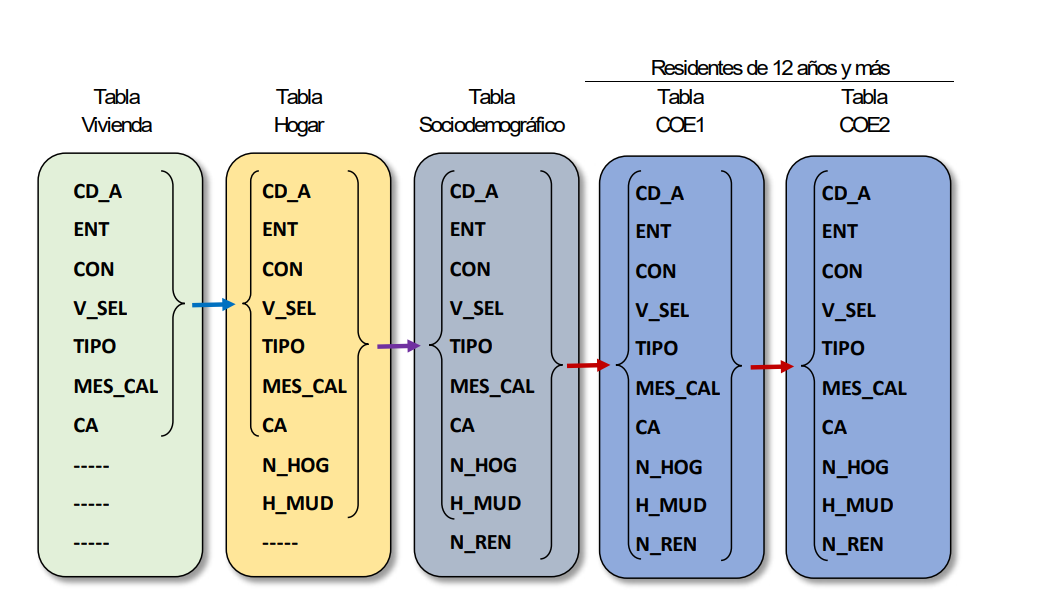 Residentes de 12 años y más
Tabla
Vivienda
Tabla
Hogar
Tabla
Sociodemográfico
Tabla
COE1
Tabla
COE2
CD_A
ENT
CON
V_SEL
TIPO
MES_CAL
CA
-----
-----
-----
CD_A
ENT
CON
V_SEL
TIPO
MES_CAL
CA
N_HOG
H_MUD
-----
CD_A
ENT
CON
V_SEL
TIPO
MES_CAL
CA
N_HOG
H_MUD
N_REN
CD_A
ENT
CON
V_SEL
TIPO
MES_CAL
CA
N_HOG
H_MUD
N_REN
CD_A
ENT
CON
V_SEL
TIPO
MES_CAL
CA
N_HOG
H_MUD
N_REN